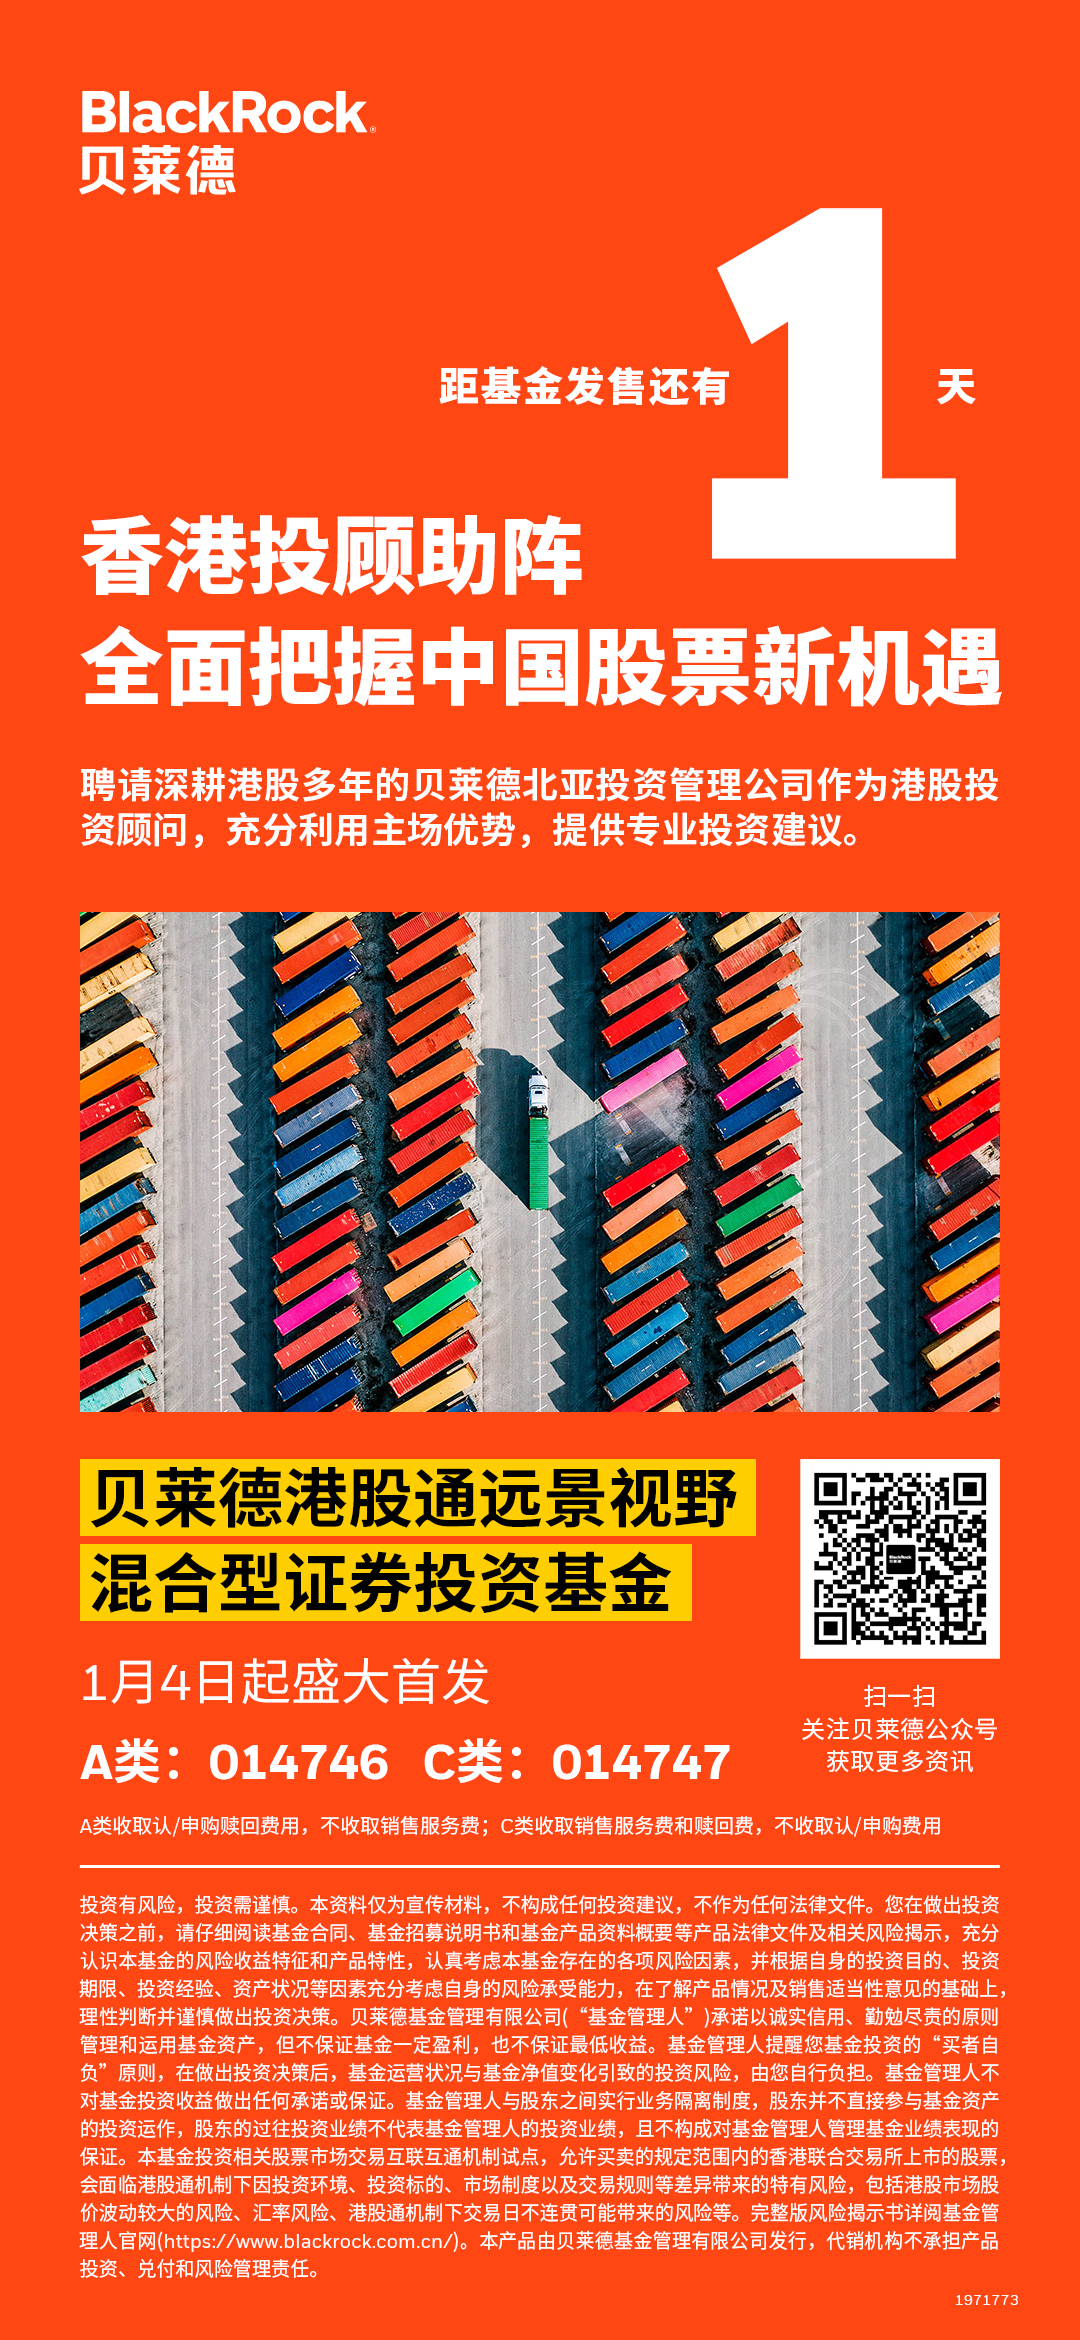 BlackRock®
贝莱德
距基金发售还有 1 天
香港投顾助阵
全面把握中国股票新机遇
聘请深耕港股多年的贝莱德北亚投资管理公司作为港股投
资顾问，充分利用主场优势，提供专业投资建议。
贝莱德港股通远景视野
混合型证券投资基金
1月4日起盛大首发
A类：014746 C类：014747
BlackRock
贝莱德
扫一扫
关注贝莱德公众号
获取更多资讯
A类收取认/申购赎回费用，不收取销售服务费；C类收取销售服务费和赎回费，不收取认/申购费用
投资有风险，投资需谨慎。本资料仅为宣传材料，不构成任何投资建议，不作为任何法律文件。您在做出投资
决策之前，请仔细阅读基金合同、基金招募说明书和基金产品资料概要等产品法律文件及相关风险揭示，充分
认识本基金的风险收益特征和产品特性，认真考虑本基金存在的各项风险因素，并根据自身的投资目的、投资
期限、投资经验、资产状况等因素充分考虑自身的风险承受能力，在了解产品情况及销售适当性意见的基础上，
理性判断并谨慎做出投资决策。贝莱德基金管理有限公司(“基金管理人”)承诺以诚实信用、勤勉尽责的原则
管理和运用基金资产，但不保证基金一定盈利，也不保证最低收益。基金管理人提醒您基金投资的“买者自
负”原则，在做出投资决策后，基金运营状况与基金净值变化引致的投资风险，由您自行负担。基金管理人不
对基金投资收益做出任何承诺或保证。基金管理人与股东之间实行业务隔离制度，股东并不直接参与基金资产
的投资运作，股东的过往投资业绩不代表基金管理人的投资业绩，且不构成对基金管理人管理基金业绩表现的
保证。本基金投资相关股票市场交易互联互通机制试点，允许买卖的规定范围内的香港联合交易所上市的股票，
会面临港股通机制下因投资环境、投资标的、市场制度以及交易规则等差异带来的特有风险，包括港股市场股
价波动较大的风险、汇率风险、港股通机制下交易日不连贯可能带来的风险等。完整版风险揭示书详阅基金管
理人官网(https://www.blackrock.com.cn/)。本产品由贝莱德基金管理有限公司发行，代销机构不承担产品
投资、兑付和风险管理责任。
1971773